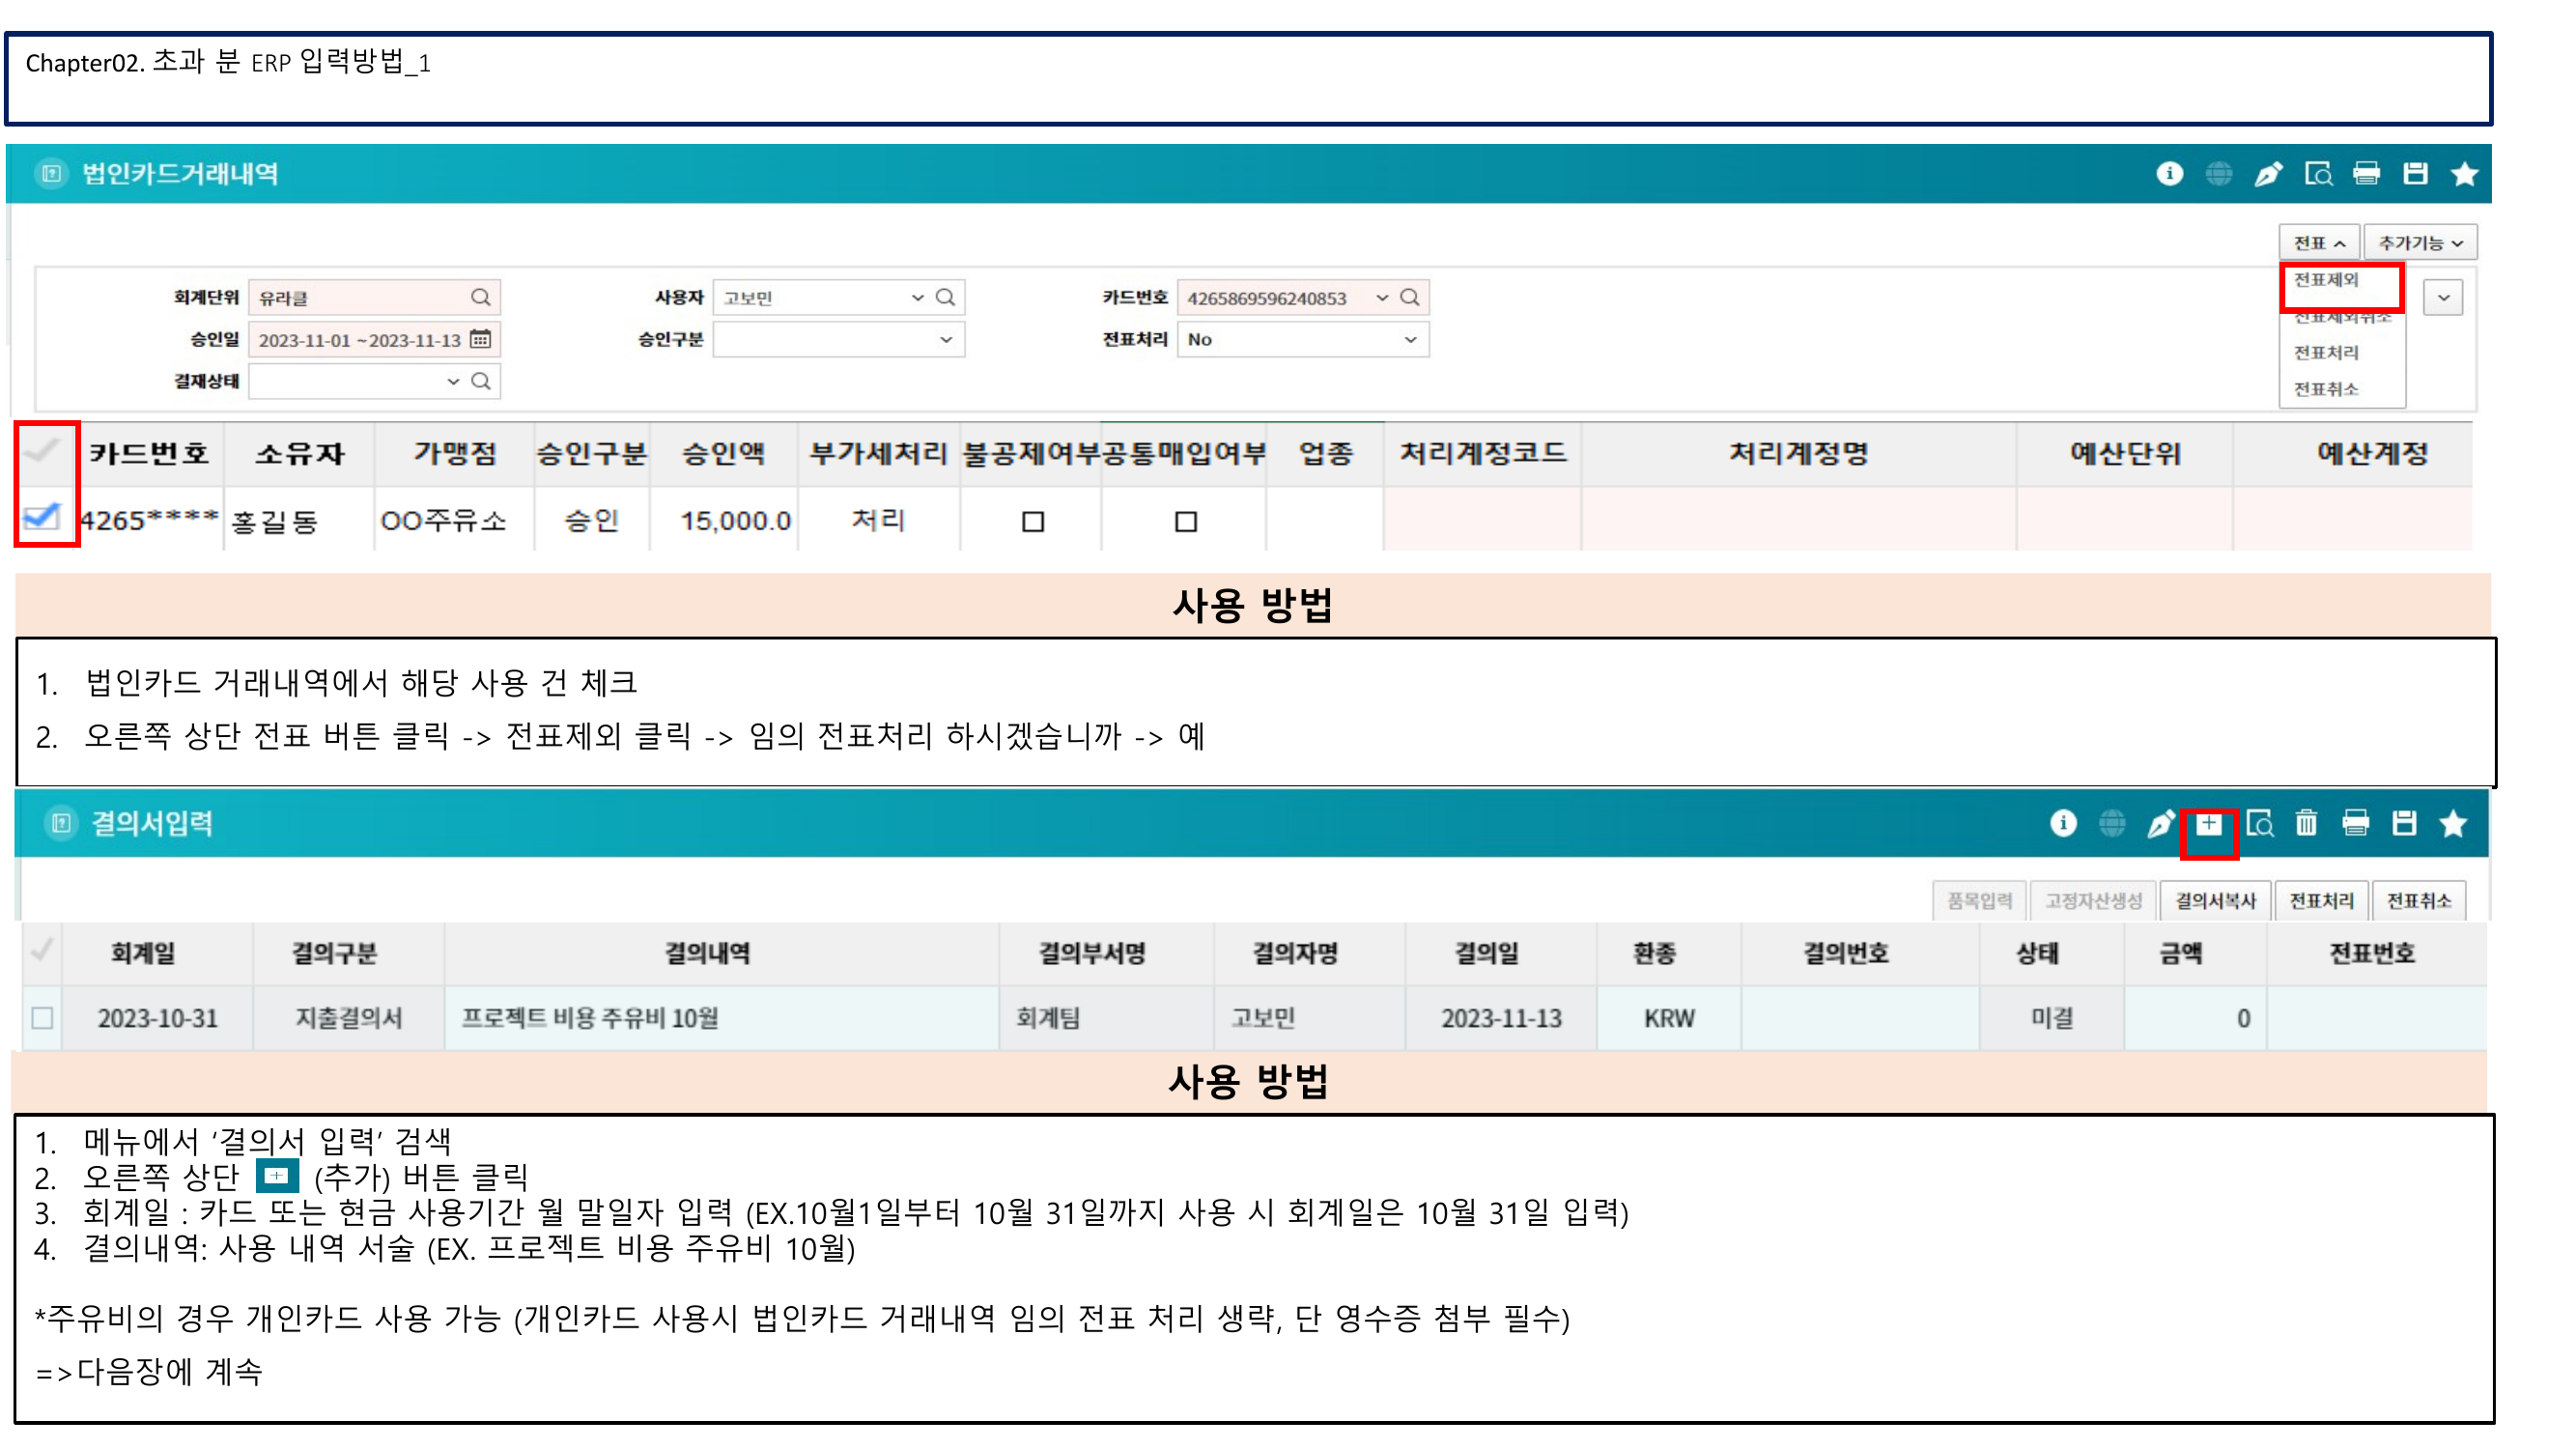 Chapter02. 초과 분 ERP 입력방법_1
법인카드거래내역
전표 추가기능
회계단위 유라클 사용자 고보민 카드번호 4265869596240853 전표제외
전표제외취소
승인일 2023-11-01 ~ 2023-11-13 승인구분 전표처리 No 전표처리
결재상태 전표취소
카드번호 소유자 가맹점 승인구분 승인액 부가세처리 불공제여부 공통매입여부 업종 처리계정코드 처리계정명 예산단위 예산계정
4265**** 홍길동 OO주유소 승인 15,000.0 처리
사용 방법
1. 법인카드 거래내역에서 해당 사용 건 체크
2. 오른쪽 상단 전표 버튼 클릭 -> 전표제외 클릭 -> 임의 전표처리 하시겠습니까 -> 예
결의서입력
품목입력 고정자산생성 결의서복사 전표처리 전표취소
회계일 결의구분 결의내역 결의부서명 결의자명 결의일 환종 결의번호 상태 금액 전표번호
2023-10-31 지출결의서 프로젝트 비용 주유비 10월 회계팀 고보민 2023-11-13 KRW 미결 0
사용 방법
1. 메뉴에서 ‘결의서 입력’ 검색
2. 오른쪽 상단 (추가) 버튼 클릭
3. 회계일 : 카드 또는 현금 사용기간 월 말일자 입력 (EX.10월1일부터 10월 31일까지 사용 시 회계일은 10월 31일 입력)
4. 결의내역: 사용 내역 서술 (EX. 프로젝트 비용 주유비 10월)
*주유비의 경우 개인카드 사용 가능 (개인카드 사용시 법인카드 거래내역 임의 전표 처리 생략, 단 영수증 첨부 필수)
=>다음장에 계속